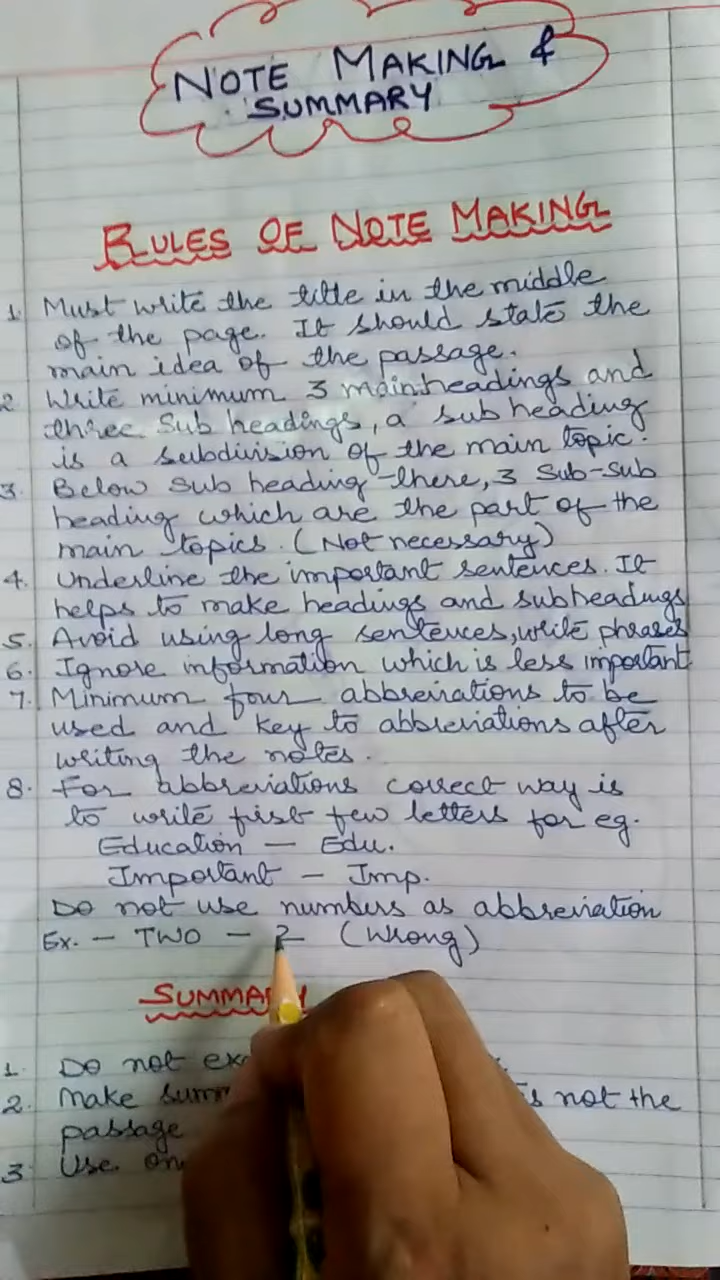 NOTE MAKING &
SUMMARY
RULES OF NOTE MAKING
1. Must write the title in the middle
of the page. It should state the
main idea of the passage.
2 Write minimum 3 main headings and
three Sub headings, a sub heading
is a subdivision of the main topic.
3. Below sub heading there, 3 Sub-sub
heading which are the part of the
main topics. (Not necessary)
4. Underline the important sentences. It
helps to make headings and subheadings
5. Avoid using long sentences, write phrases
6. Ignore information which is less important.
7. Minimum four abbreviations to be
used and key to abbreviations after
writing the notes.
8. For abbreviations correct way is
to write first few letters for eg.
Education — Edu.
Important – Imp.
Do not use numbers as abbreviation
Ex. — TWO — 2 (Wrong)
SUMMARY
1. Do not
2. Make is not the
passage
3 Use